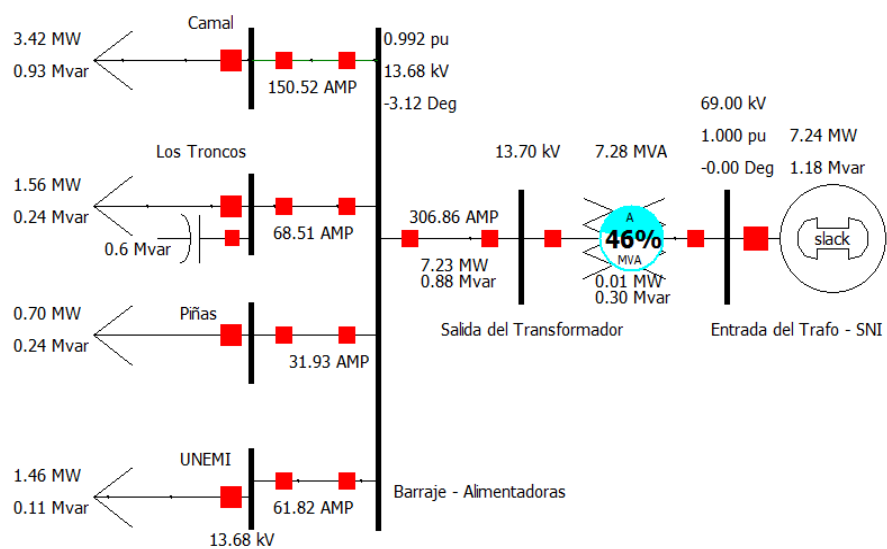 Camal
3.42 MW
0.93 Mvar
150.52 AMP
0.992 pu
13.68 kV
-3.12 Deg
Los Troncos
1.56 MW
0.24 Mvar
0.6 Mvar
68.51 AMP
Piñas
0.70 MW
0.24 Mvar
31.93 AMP
UNEMI
1.46 MW
0.11 Mvar
61.82 AMP
13.68 kV
Barraje - Alimentadoras
306.86 AMP
7.23 MW
0.88 Mvar
13.70 kV
Salida del Transformador
7.28 MVA
A
46%
MVA
0.01 MW
0.30 Mvar
69.00 kV
1.000 pu
-0.00 Deg
Entrada del Trafo - SNI
7.24 MW
1.18 Mvar
slack